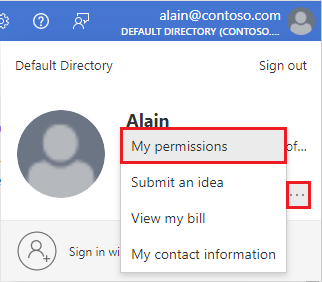 alain@contoso.com
DEFAULT DIRECTORY (CONTOSO....
Default Directory Sign out
Alain
My permissions
of...
Submit an idea
...
View my bill
Sign in wi
My contact information